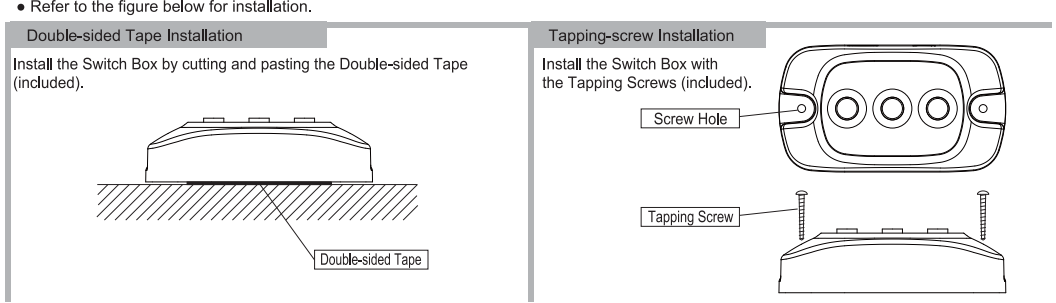 ● Refer to the figure below for installation.
Double-sided Tape Installation
Install the Switch Box by cutting and pasting the Double-sided Tape
(included).
Double-sided Tape
Tapping-screw Installation
Install the Switch Box with
the Tapping Screws (included).
Screw Hole
Tapping Screw